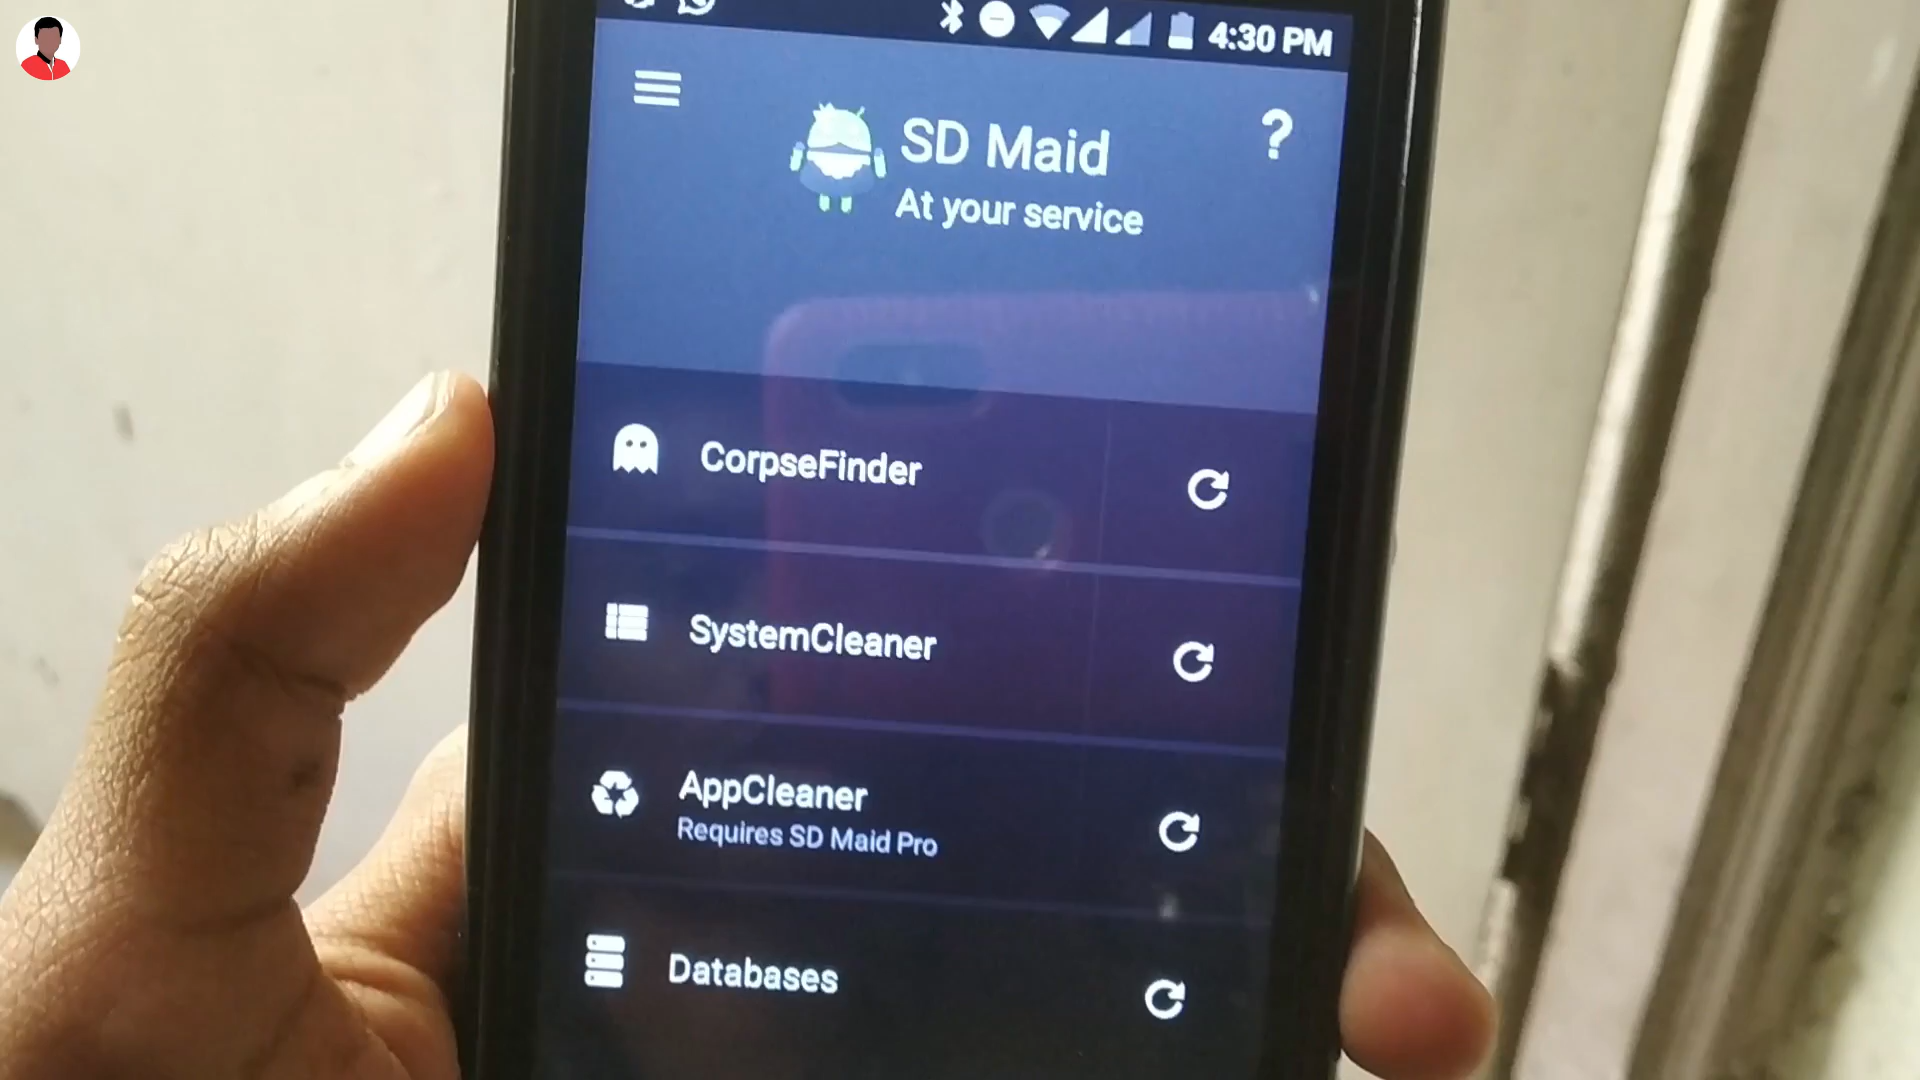 4:30 PM
SD Maid
?
At your service
CorpseFinder
SystemCleaner
AppCleaner
Requires SD Maid Pro
Databases